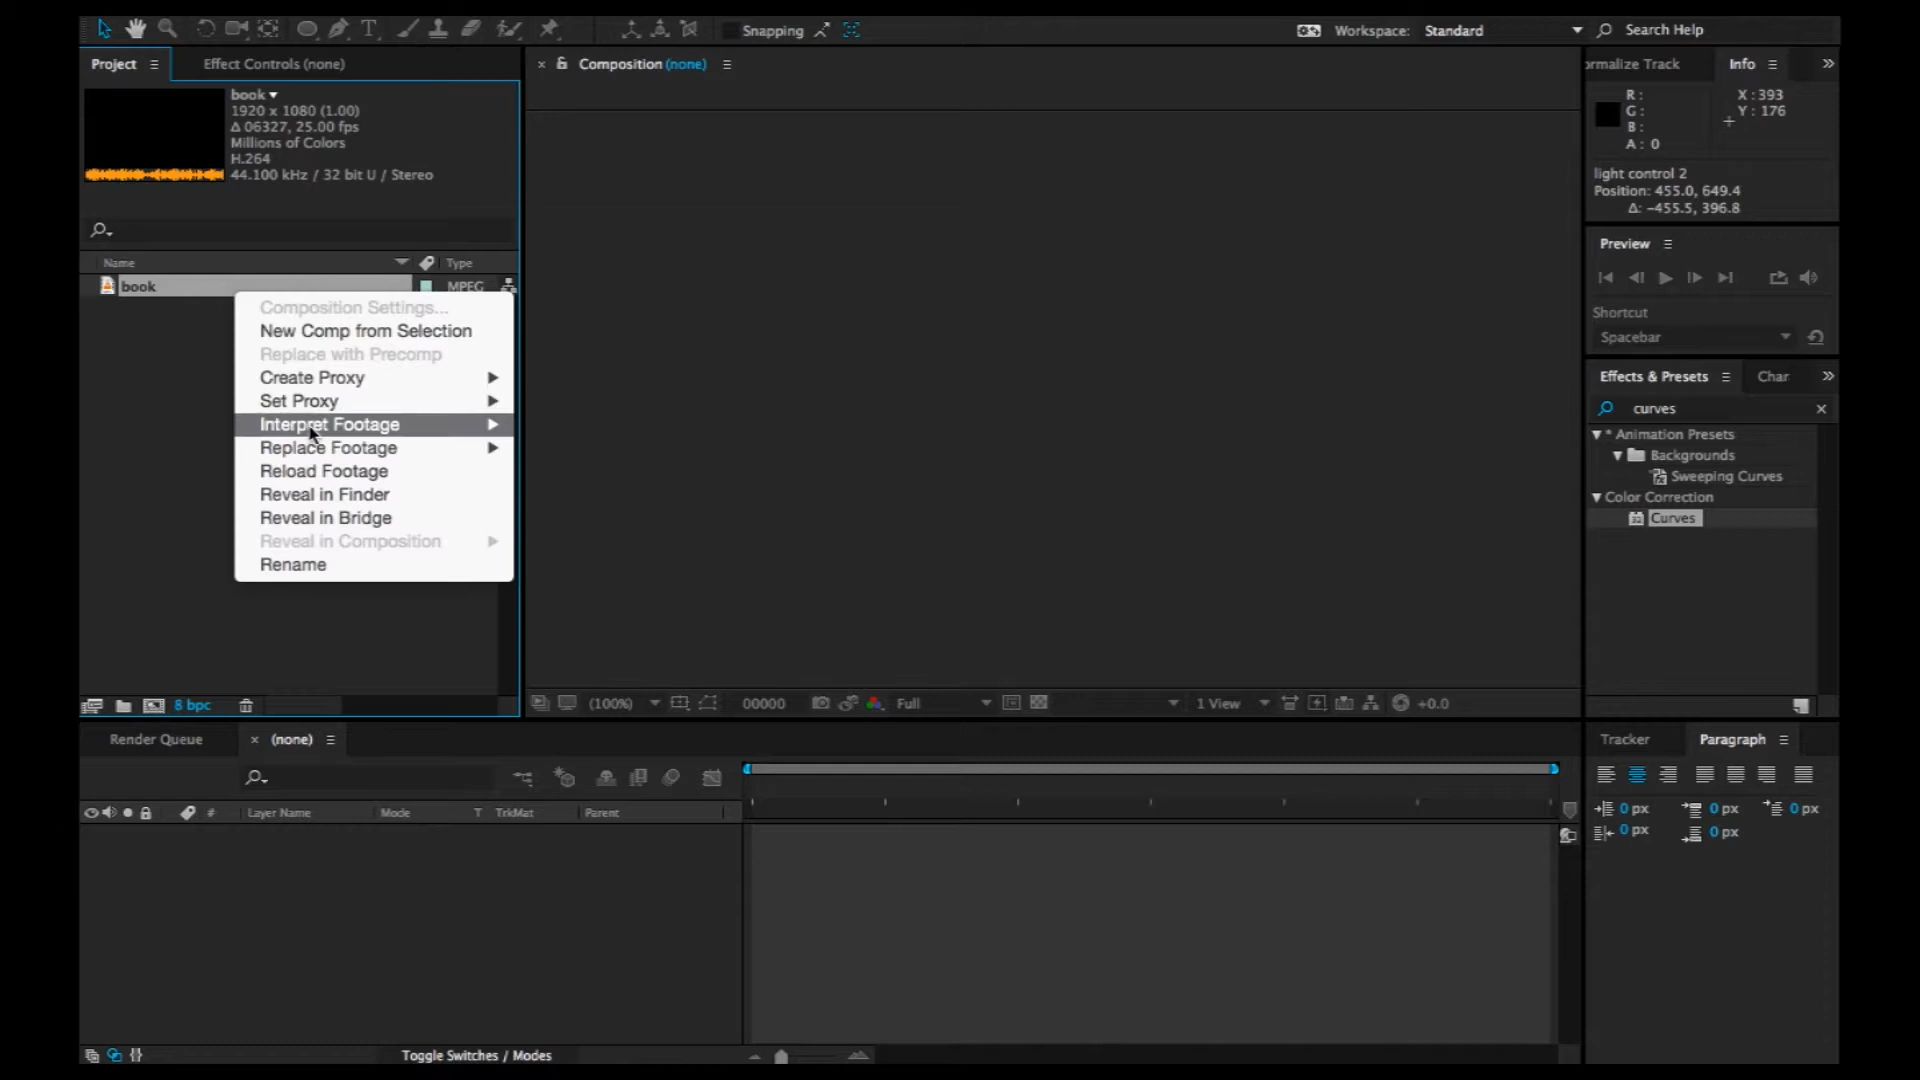 Snapping
Workspace: Standard
Search Help
Project
Effect Controls (none)
book
1920 x 1080 (1.00)
Δ 06327, 25.00 fps
Millions of Colors
H.264
44.100 kHz / 32 bit U / Stereo
Name
Type
book
MPEG
Composition Settings...
New Comp from Selection
Replace with Precomp
Create Proxy
Set Proxy
Interpret Footage
Replace Footage
Reload Footage
Reveal in Finder
Reveal in Bridge
Reveal in Composition
Rename
8 bpc
Composition (none)
(100%)
00000
Full
1 View
+0.0
ormalize Track
Info
R :
G :
B :
A : 0
X : 393
Y : 176
light control 2
Position: 455.0, 649.4
Δ: -455.5, 396.8
Preview
Shortcut
Spacebar
Effects & Presets
Char
curves
* Animation Presets
Backgrounds
Sweeping Curves
Color Correction
32
Curves
Render Queue
(none)
#
Layer Name
Mode
T TrkMat
Parent
Toggle Switches / Modes
Tracker
Paragraph
0 px
0 px
0 px
0 px
0 px